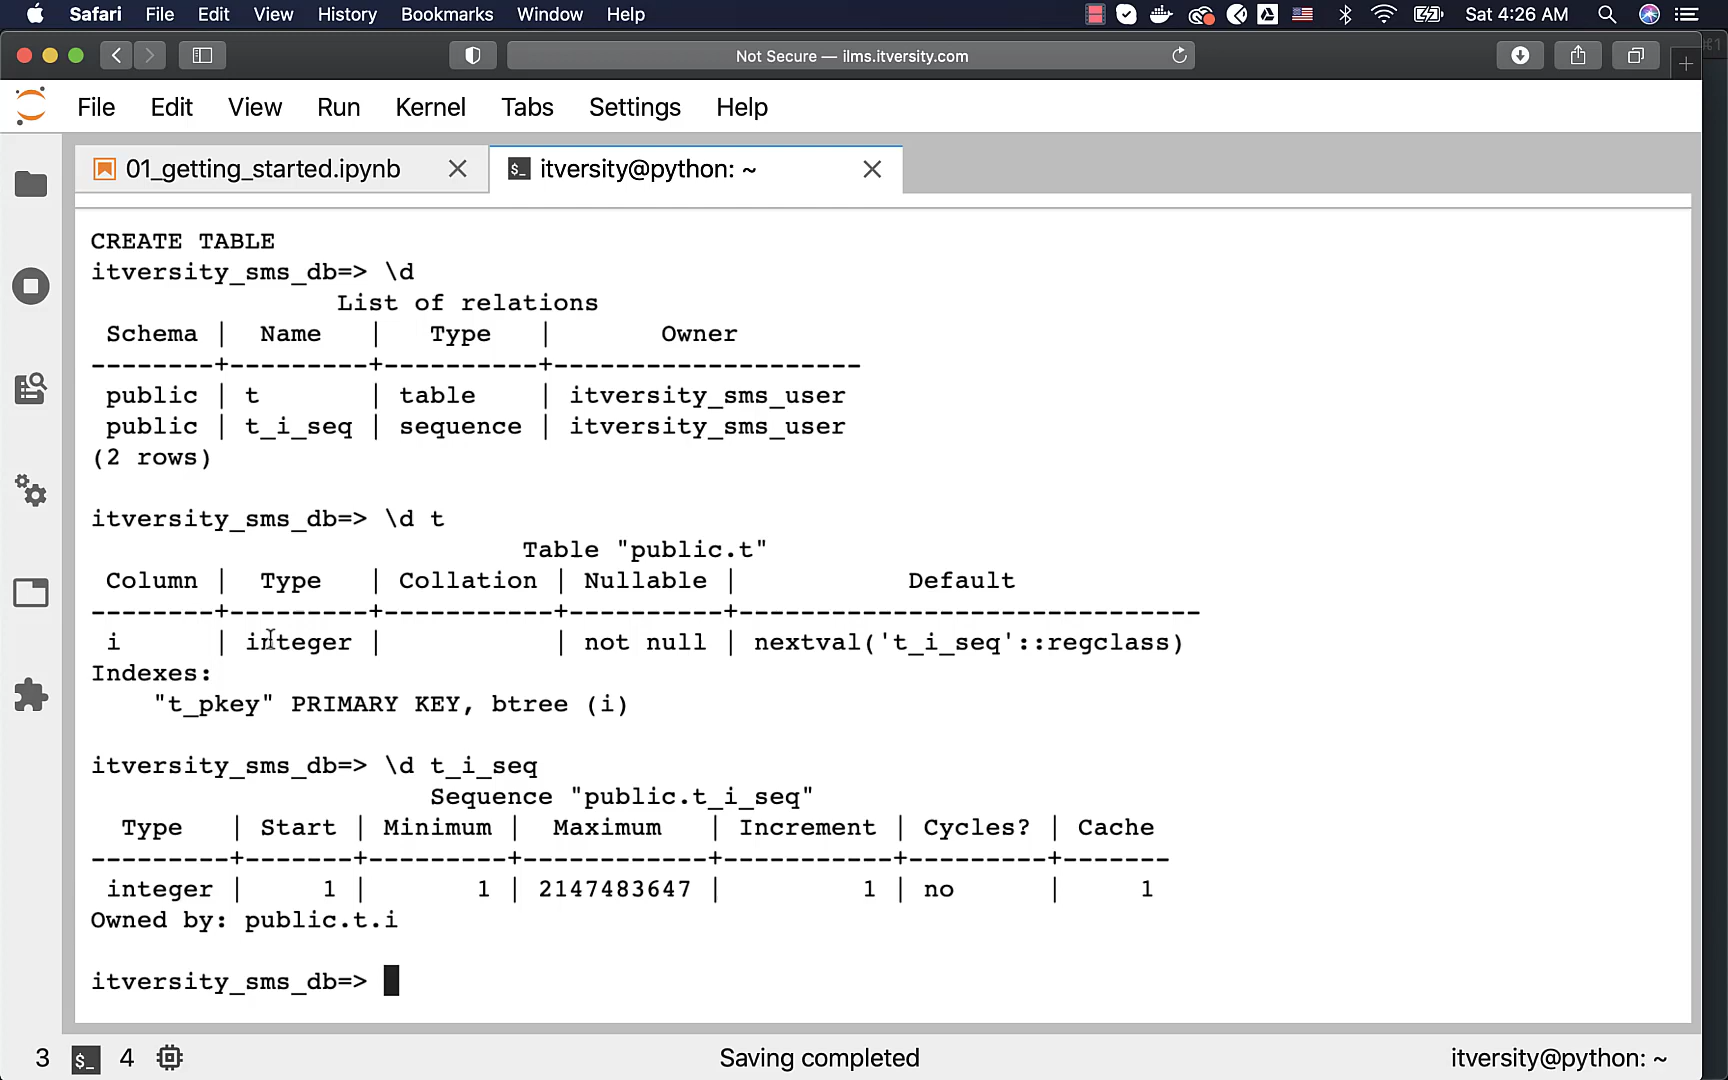 Safari File Edit View History Bookmarks Window Help Sat 4:26 AM
Not Secure — ilms.itversity.com
⌘1
File Edit View Run Kernel Tabs Settings Help
01_getting_started.ipynb itversity@python: ~
CREATE TABLE
itversity_sms_db=> \d
List of relations
Schema | Name | Type | Owner
--------+---------+----------+--------------------
public | t | table | itversity_sms_user
public | t_i_seq | sequence | itversity_sms_user
(2 rows)
itversity_sms_db=> \d t
Table "public.t"
Column | Type | Collation | Nullable | Default
--------+---------+-----------+----------+------------------------------
i | integer | | not null | nextval('t_i_seq'::regclass)
Indexes:
"t_pkey" PRIMARY KEY, btree (i)
itversity_sms_db=> \d t_i_seq
Sequence "public.t_i_seq"
Type | Start | Minimum | Maximum | Increment | Cycles? | Cache
---------+-------+---------+------------+-----------+---------+-------
integer | 1 | 1 | 2147483647 | 1 | no | 1
Owned by: public.t.i
itversity_sms_db=>
3 $_ 4 Saving completed itversity@python: ~